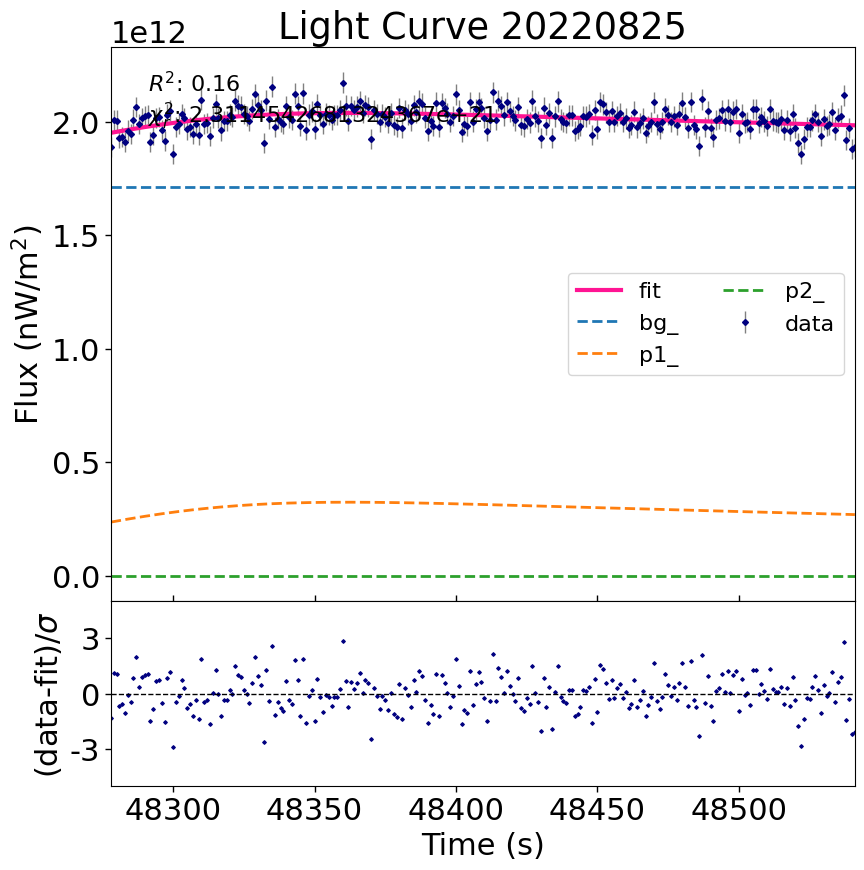 Light Curve 20220825
1e12
R²: 0.16
2.0
1.5
1.0
0.5
0.0
Flux (nW/m²)
fit
bg_
p1_
p2_
data
3
0
-3
(data-fit)/σ
48300 48350 48400 48450 48500
Time (s)